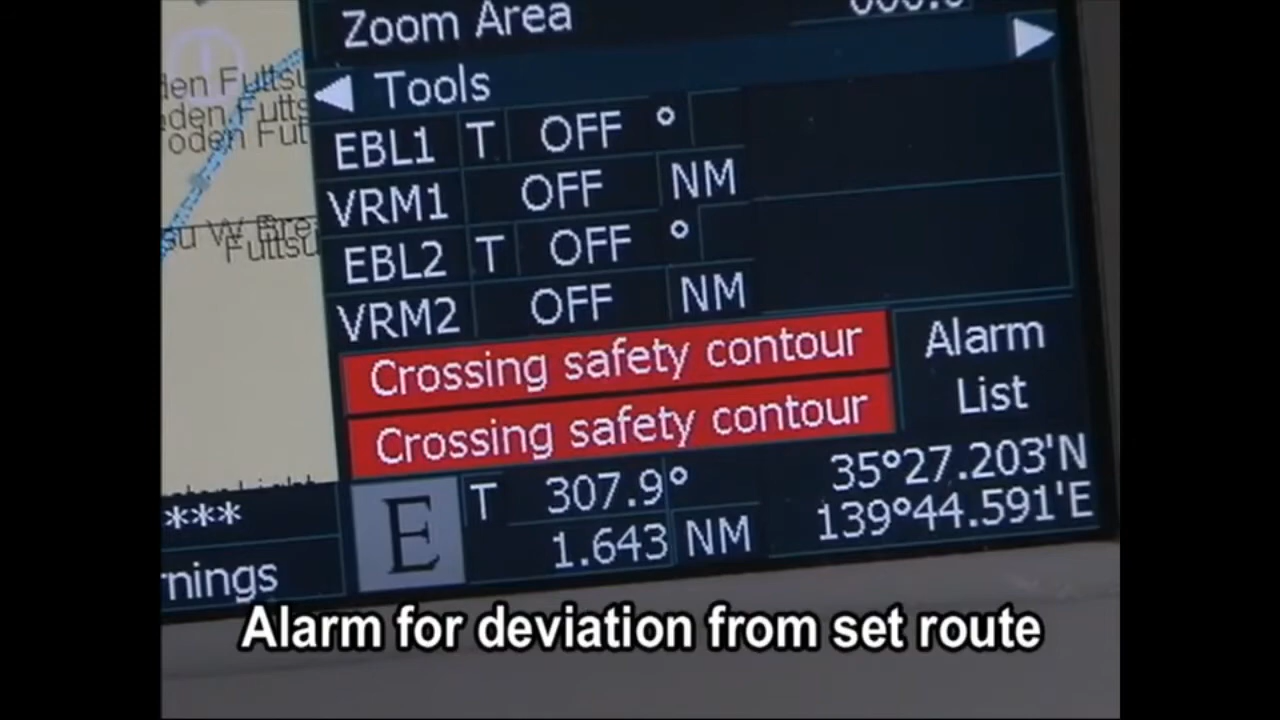 Zoom Area
Tools
EBL1 T OFF °
VRM1 OFF NM
EBL2 T OFF °
VRM2 OFF NM
Crossing safety contour
Crossing safety contour
Alarm
List
E
T 307.9°
1.643 NM
35°27.203'N
139°44.591'E
***
nings
Futtsu
Alarm for deviation from set route